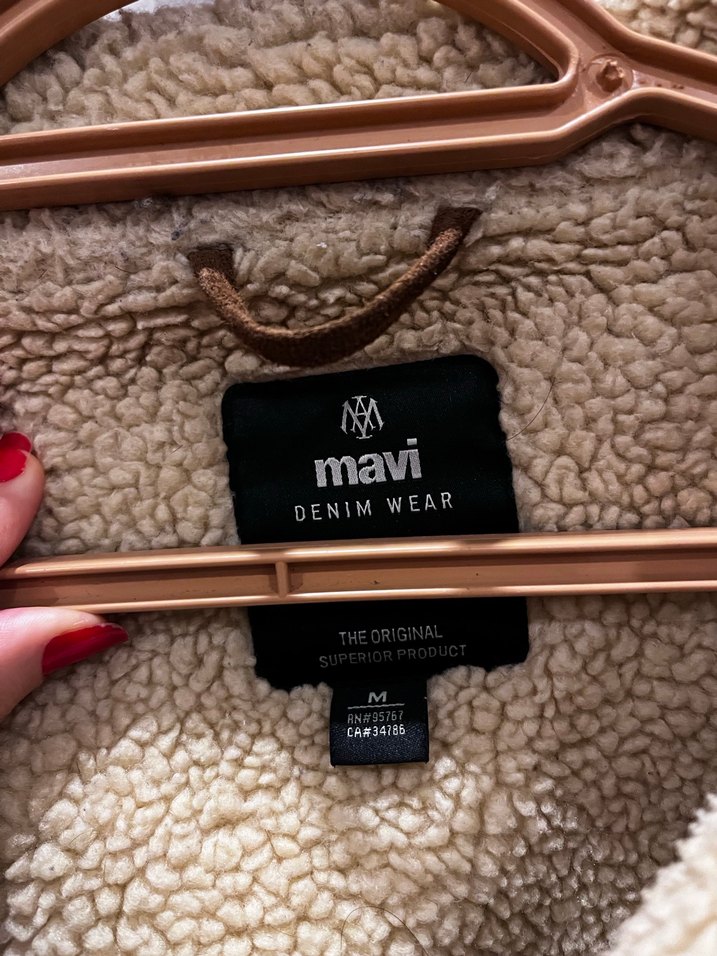 mavi
DENIM WEAR
THE ORIGINAL
SUPERIOR PRODUCT
M
RN#95767
CA#34786